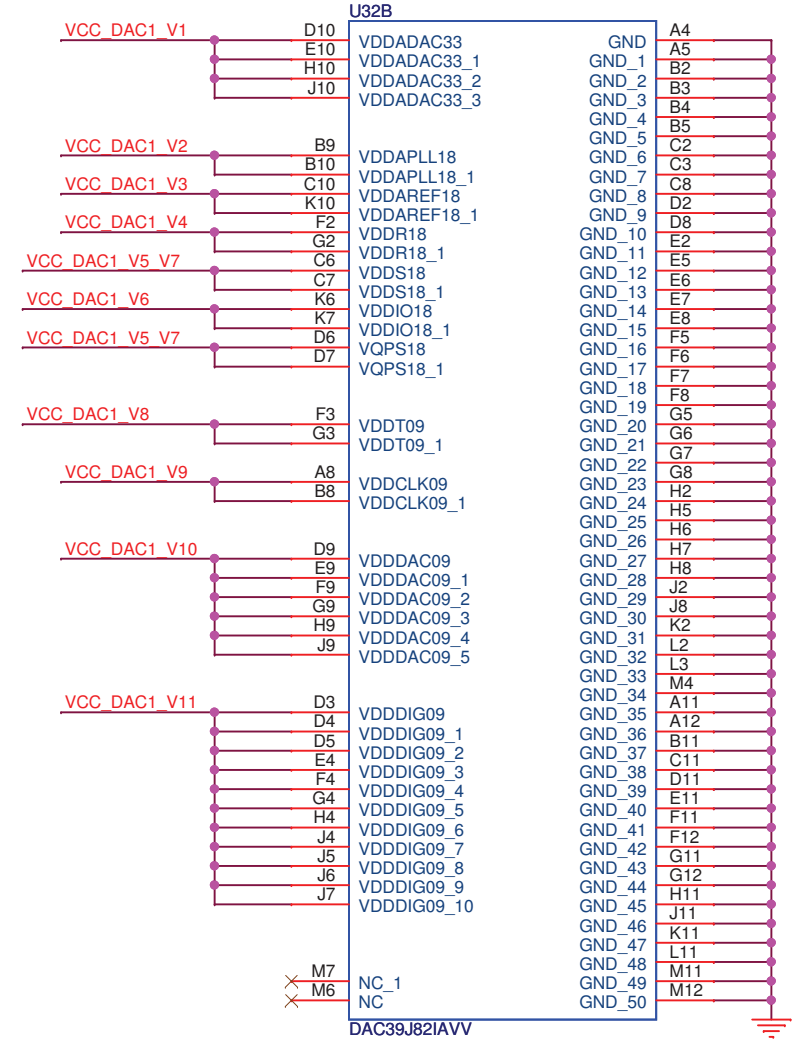 U32B
VCC_DAC1_V1 D10 VDDADAC33 GND A4
E10 VDDADAC33_1 GND_1 A5
H10 VDDADAC33_2 GND_2 B2
J10 VDDADAC33_3 GND_3 B3
GND_4 B4
GND_5 B5
VCC_DAC1_V2 B9 VDDAPLL18 GND_6 C2
B10 VDDAPLL18_1 GND_7 C3
VCC_DAC1_V3 C10 VDDAREF18 GND_8 C8
K10 VDDAREF18_1 GND_9 D2
VCC_DAC1_V4 F2 VDDR18 GND_10 D8
G2 VDDR18_1 GND_11 E2
VCC_DAC1_V5_V7 C6 VDDS18 GND_12 E5
C7 VDDS18_1 GND_13 E6
VCC_DAC1_V6 K6 VDDIO18 GND_14 E7
K7 VDDIO18_1 GND_15 E8
VCC_DAC1_V5_V7 D6 VQPS18 GND_16 F5
D7 VQPS18_1 GND_17 F6
GND_18 F7
GND_19 F8
VCC_DAC1_V8 F3 VDDT09 GND_20 G5
G3 VDDT09_1 GND_21 G6
GND_22 G7
VCC_DAC1_V9 A8 VDDCLK09 GND_23 G8
B8 VDDCLK09_1 GND_24 H2
GND_25 H5
GND_26 H6
VCC_DAC1_V10 D9 VDDDAC09 GND_27 H7
E9 VDDDAC09_1 GND_28 H8
F9 VDDDAC09_2 GND_29 J2
G9 VDDDAC09_3 GND_30 J8
H9 VDDDAC09_4 GND_31 K2
J9 VDDDAC09_5 GND_32 L2
GND_33 L3
GND_34 M4
VCC_DAC1_V11 D3 VDDDIG09 GND_35 A11
D4 VDDDIG09_1 GND_36 A12
D5 VDDDIG09_2 GND_37 B11
E4 VDDDIG09_3 GND_38 C11
F4 VDDDIG09_4 GND_39 D11
G4 VDDDIG09_5 GND_40 E11
H4 VDDDIG09_6 GND_41 F11
J4 VDDDIG09_7 GND_42 F12
J5 VDDDIG09_8 GND_43 G11
J6 VDDDIG09_9 GND_44 G12
J7 VDDDIG09_10 GND_45 H11
GND_46 J11
GND_47 K11
GND_48 L11
M7 NC_1 GND_49 M11
M6 NC GND_50 M12
DAC39J82IAVV